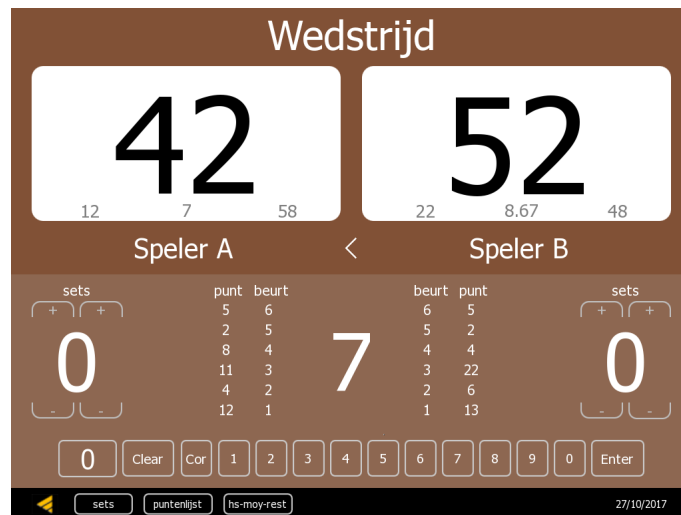 Wedstrijd
42 52
12 7 58 22 8.67 48
Speler A < Speler B
sets punt beurt beurt punt sets
+ + 5 6 6 5 + +
2 5 5 2
8 4 4 4
0 11 3 7 3 22 0
4 2 2 6
- - 12 1 1 13 - -
0 Clear Cor 1 2 3 4 5 6 7 8 9 0 Enter
sets puntenlijst hs-moy-rest 27/10/2017